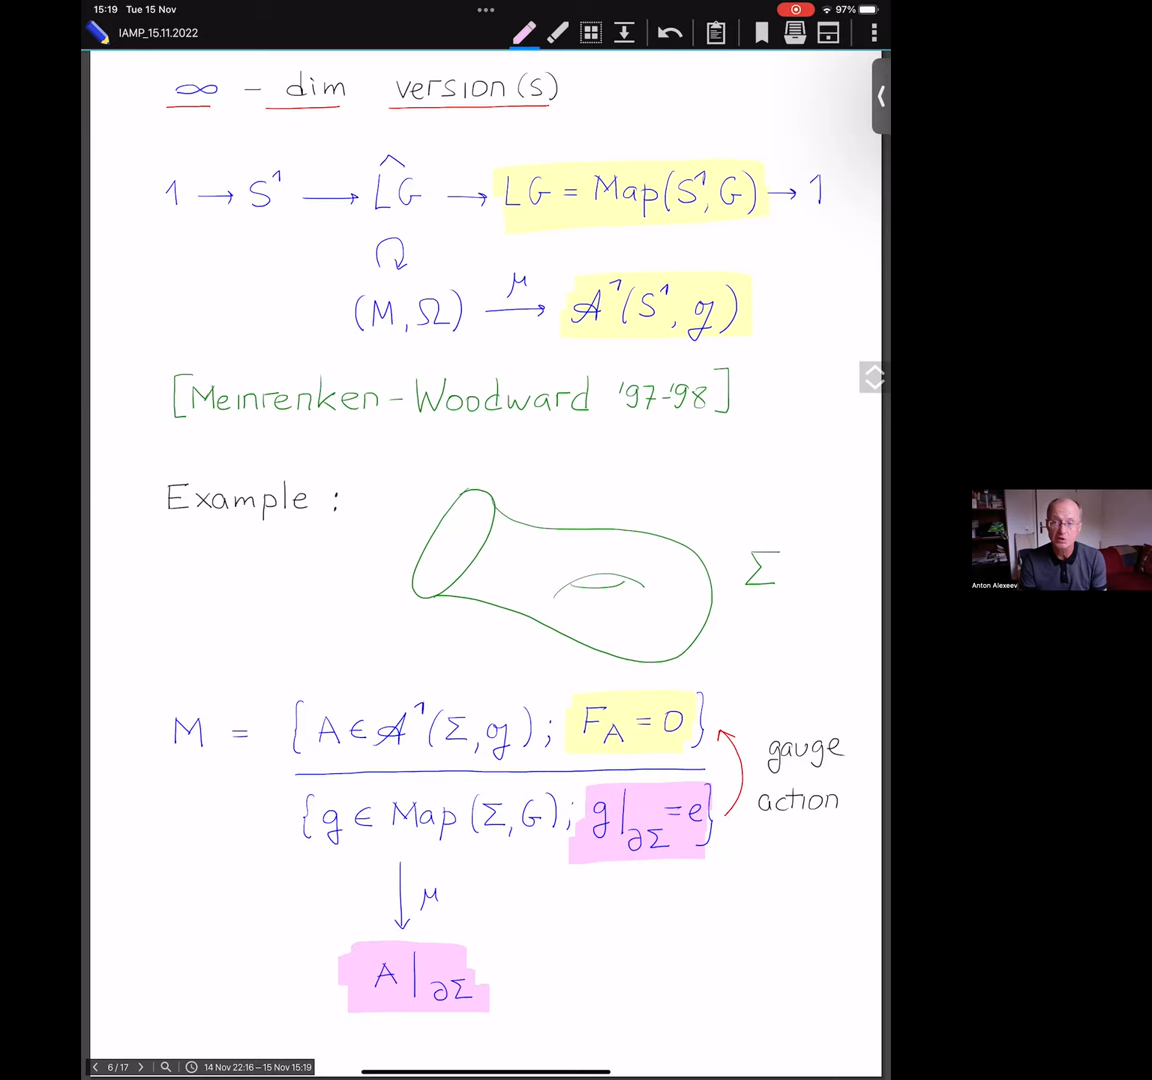 15:19 Tue 15 Nov
97%
IAMP_15.11.2022
∞ - dim version(s)
1 → S¹ → L̂G → LG = Map(S¹, G) → 1
(M, Ω) →μ 𝒜¹(S¹, 𝔤)
[Meinrenken - Woodward '97-'98]
Example :
Σ
M = {A ∈ 𝒜¹(Σ, 𝔤); F_A = 0}
{g ∈ Map(Σ, G); g|∂Σ = e}
gauge
action
μ
A|∂Σ
Anton Alexeev
6/17
14 Nov 22:16 – 15 Nov 15:19